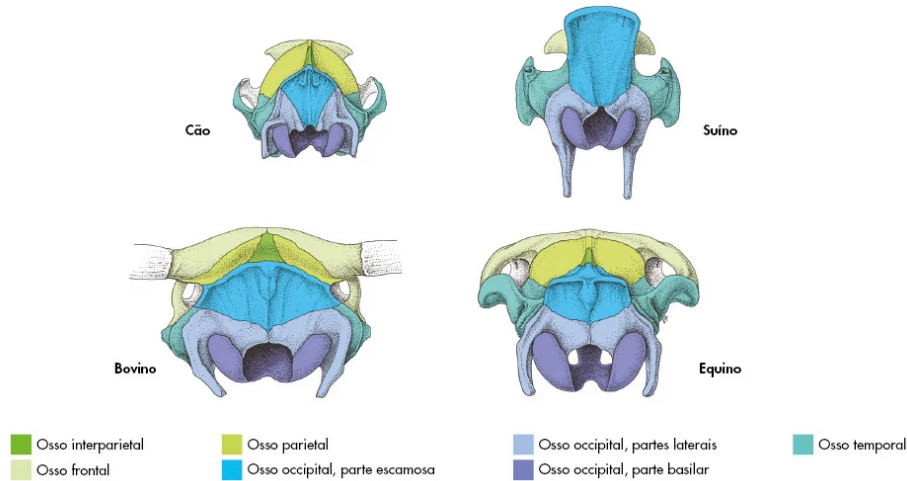 Cão
Suíno
Bovino
Equino
Osso interparietal
Osso parietal
Osso occipital, partes laterais
Osso temporal
Osso frontal
Osso occipital, parte escamosa
Osso occipital, parte basilar